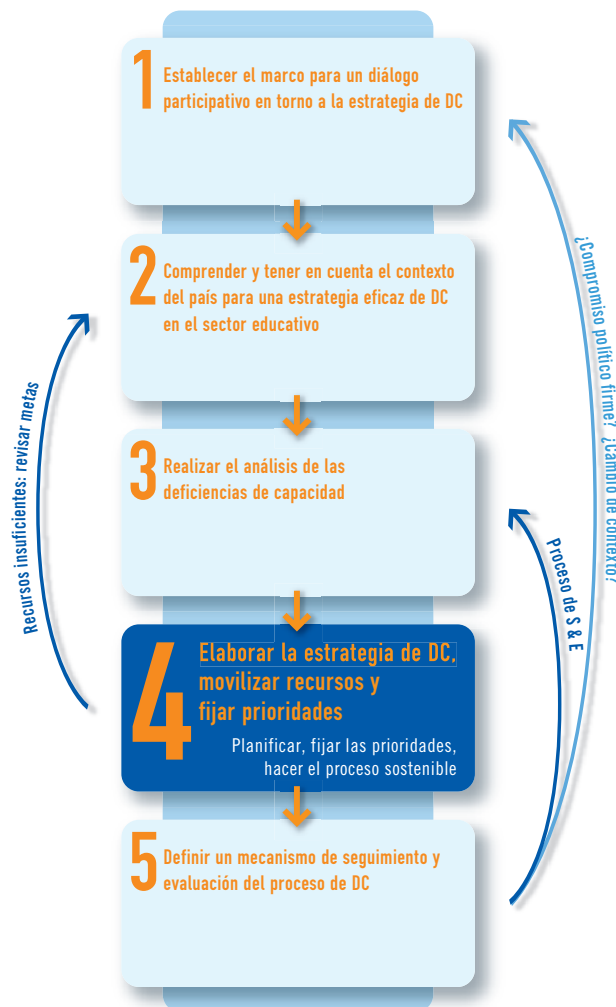 1
Establecer el marco para un diálogo
participativo en torno a la estrategia de DC
2
Comprender y tener en cuenta el contexto
del país para una estrategia eficaz de DC
en el sector educativo
3
Realizar el análisis de las
deficiencias de capacidad
4
Elaborar la estrategia de DC,
movilizar recursos y
fijar prioridades
Planificar, fijar las prioridades,
hacer el proceso sostenible
5
Definir un mecanismo de seguimiento y
evaluación del proceso de DC
Recursos insuficientes: revisar metas
Proceso de S & E
¿Compromiso político firme? ¿Cambio de contexto?